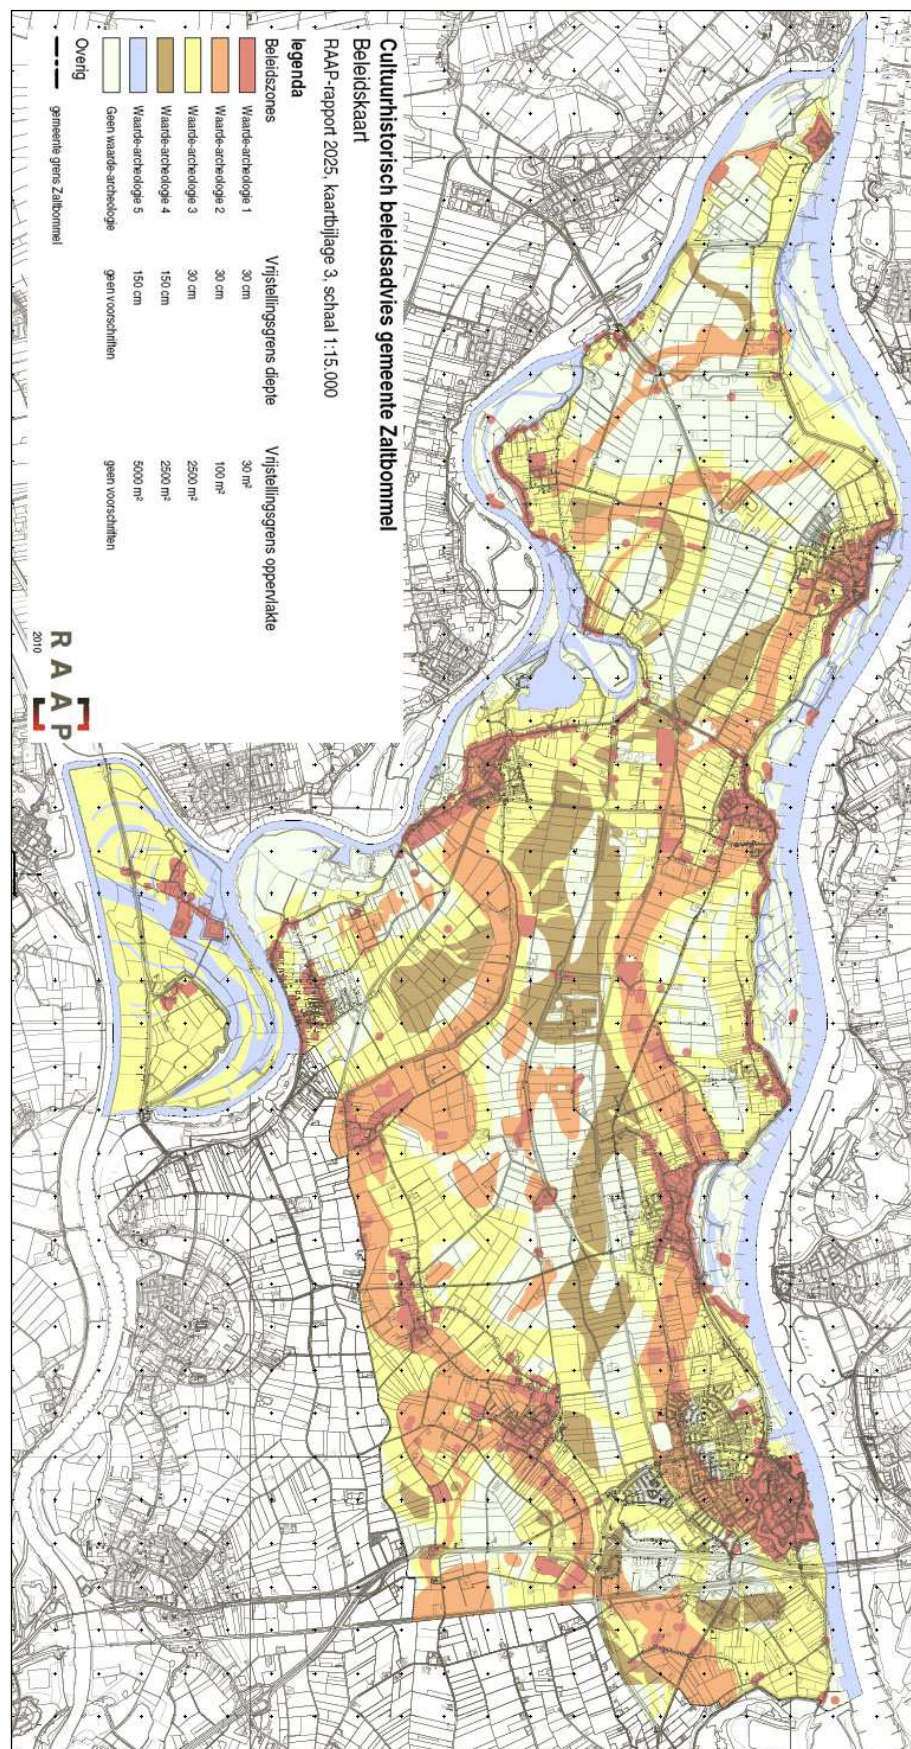 Cultuurhistorisch beleidsadvies gemeente Zaltbommel
Beleidskaart
RAAP-rapport 2025, kaartbijlage 3, schaal 1:15.000
legenda
Beleidszones Vrijstellingsgrens diepte Vrijstellingsgrens oppervlakte
Waarde-archeologie 1 30 cm 30 m²
Waarde-archeologie 2 30 cm 100 m²
Waarde-archeologie 3 30 cm 2500 m²
Waarde-archeologie 4 150 cm 2500 m²
Waarde-archeologie 5 150 cm 5000 m²
Geen waarde-archeologie geen voorschriften geen voorschriften
Overig
gemeente grens Zaltbommel
RAAP
2010